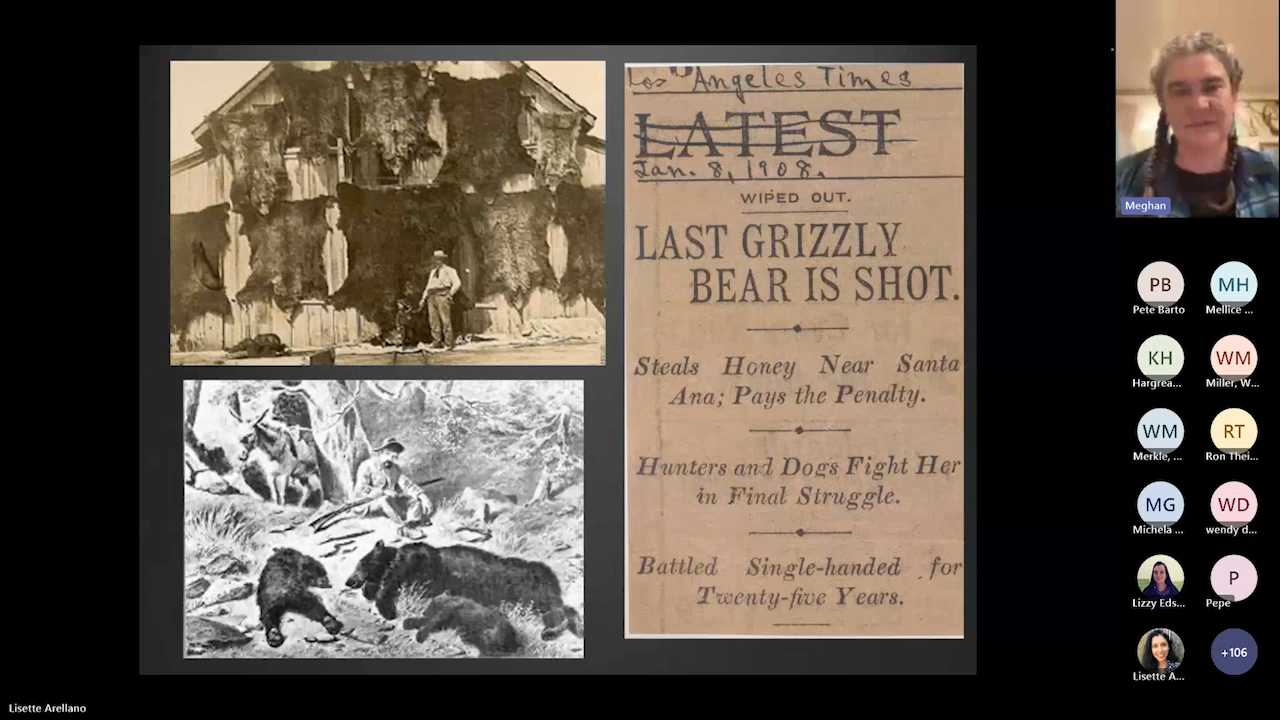 Los Angeles Times
LATEST
Jan. 8, 1908.
WIPED OUT.
LAST GRIZZLY
BEAR IS SHOT.
Steals Honey Near Santa
Ana; Pays the Penalty.
Hunters and Dogs Fight Her
in Final Struggle.
Battled Single-handed for
Twenty-five Years.
Meghan
PB
MH
Pete Barto
Mellice ...
KH
WM
Hargrea...
Miller, W...
WM
RT
Merkle, ...
Ron Thei...
MG
WD
Michela ...
wendy d...
P
Lizzy Eds...
Pepe
+106
Lisette A...
Lisette Arellano